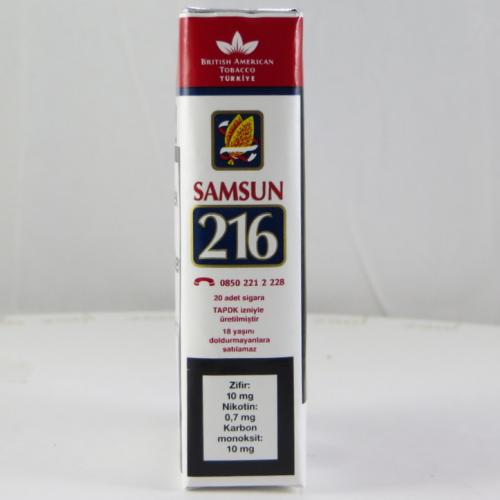 BRITISH AMERICAN
TOBACCO
TÜRKİYE
SAMSUN
216
0850 221 2 228
20 adet sigara
TAPDK izniyle
üretilmiştir
18 yaşını
doldurmayanlara
satılamaz
Zifir:
10 mg
Nikotin:
0,7 mg
Karbon
monoksit:
10 mg